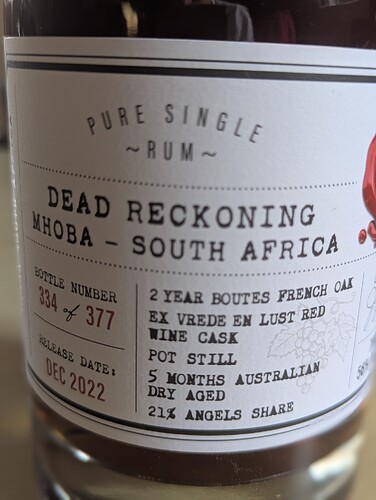 PURE SINGLE
~RUM~
DEAD RECKONING
MHOBA - SOUTH AFRICA
BOTTLE NUMBER
334 of 377
RELEASE DATE:
DEC 2022
2 YEAR BOUTES FRENCH OAK
EX VREDE EN LUST RED
WINE CASK
POT STILL
5 MONTHS AUSTRALIAN
DRY AGED
21% ANGELS SHARE